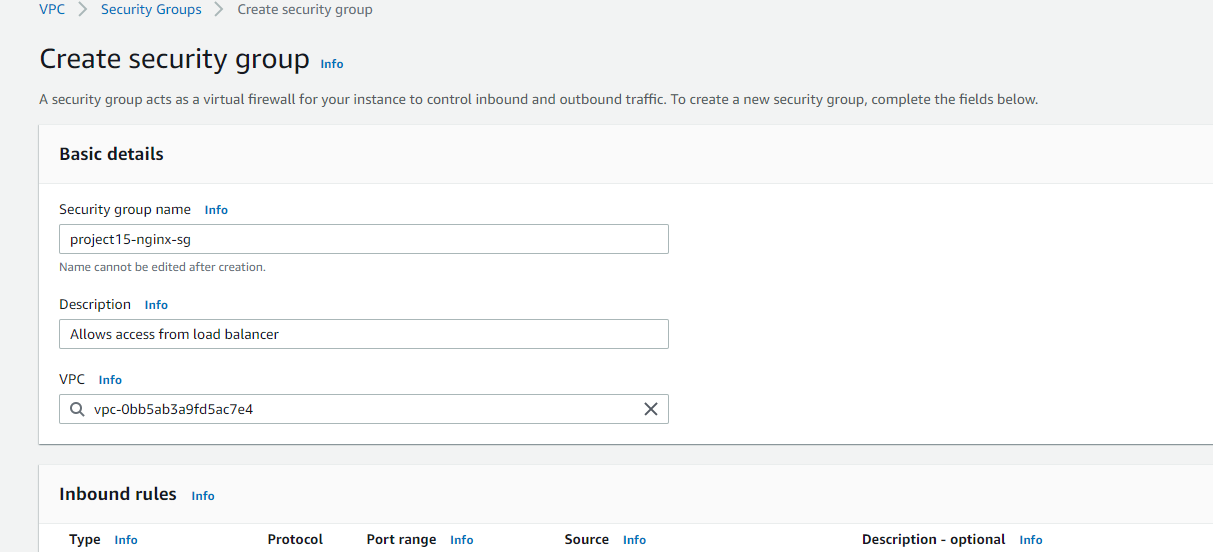 VPC > Security Groups > Create security group
Create security group Info
A security group acts as a virtual firewall for your instance to control inbound and outbound traffic. To create a new security group, complete the fields below.
Basic details
Security group name Info
project15-nginx-sg
Name cannot be edited after creation.
Description Info
Allows access from load balancer
VPC Info
vpc-0bb5ab3a9fd5ac7e4
Inbound rules Info
Type Info Protocol Port range Info Source Info Description - optional Info